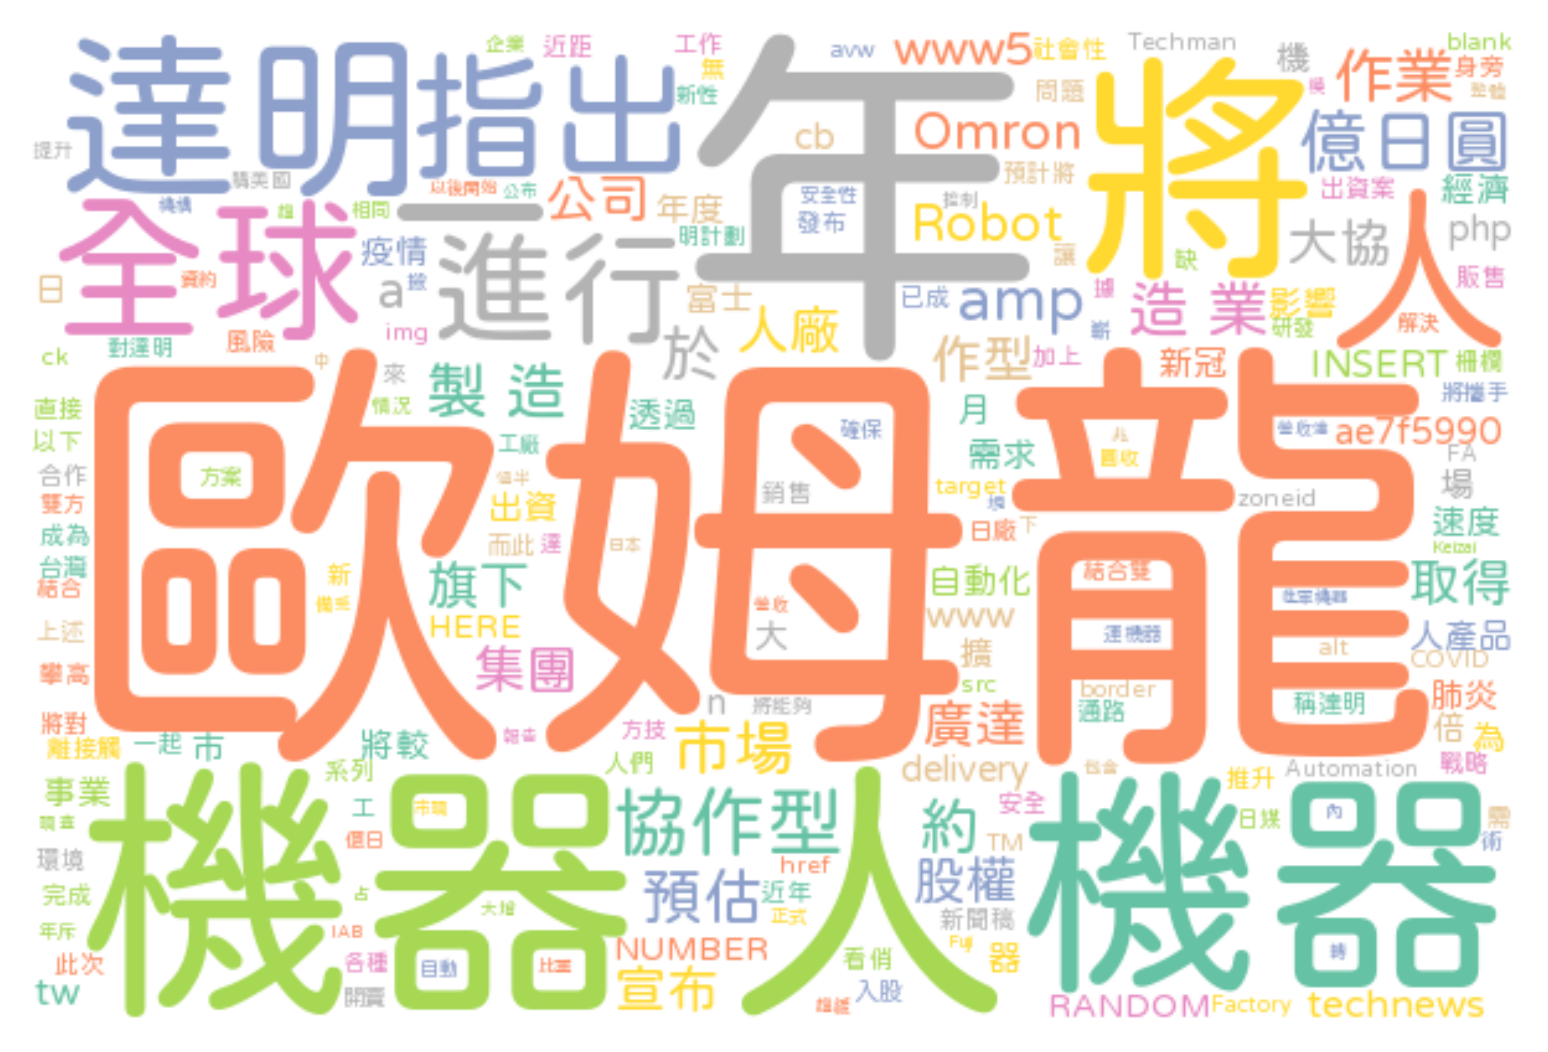 企業 近距 工作 avw www5 社會性 Techman 機 blank
達明指出 年 將 作業 身旁
無 新性 問題 cb Omron 億日圓
提升 購美國 以後開始 公布 安全性 控制 預計將 出資案 經濟
全球 一 相同 公司 年度 發布 Robot 大協 php 人
疫情 進行 明計劃 讓 缺
日 資約 a 富士 已成 amp 造 業 影響 販售
風險 img 人廠 研發 解決
ck 對達明 於 作型 加上 新冠 INSERT 柵欄
來 製 造 將攜手
直接 情況 透過 月 ae7f5990
以下 工廠 確保 需求 FA
歐姆龍
合作 方案 銷售 target zoneid 場
雙方 出資 日廠 下 速度
成為 而此 達 日本 Keizai
台灣 新 旗下 自動化 結合雙 取得
結合 HERE 大 www 運機器 人產品
上述 擴 alt COVID
攀高 集團 src border 肺炎
將對 n 將能夠 通路 稱達明 倍
離接觸 一起 市 將較 方技 市場 廣達 為
系列 人們 delivery 推升 Automation 戰略
事業 協作型 約 安全 日媒
機器人 機器
工 TM 內 術
環境 href
完成 占 預估 近年 股權
大增 正式 新聞稿
年斥 IAB NUMBER Fuji 器
此次 各種 自動 比重 看俏 轉
tw 開賣 宣布 入股 RANDOM Factory technews